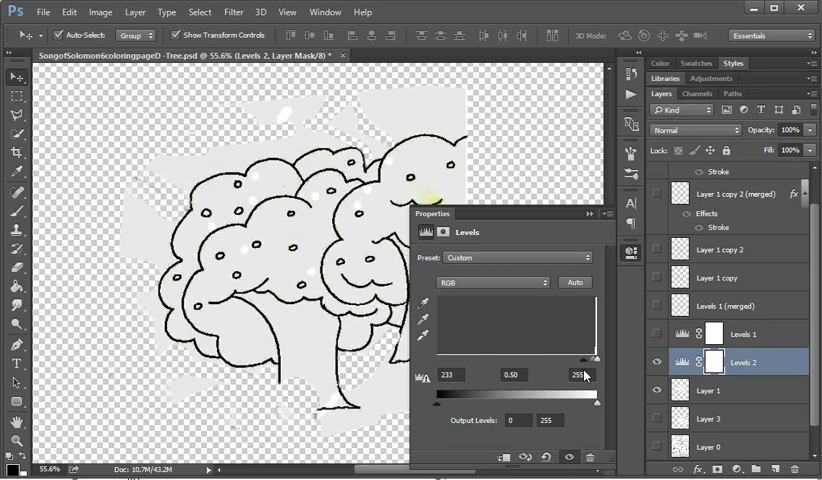 Ps File Edit Image Layer Type Select Filter 3D View Window Help
Auto-Select: Group Show Transform Controls 3D Mode: Essentials
SongofSolomon6coloringpageD -Tree.psd @ 55.6% (Levels 2, Layer Mask/8) *
Color Swatches Styles
Libraries Adjustments
Layers Channels Paths
Kind
Normal Opacity: 100%
Lock: Fill: 100%
Stroke
Layer 1 copy 2 (merged) fx
Effects
Stroke
Layer 1 copy 2
Layer 1 copy
Levels 1 (merged)
Levels 1
Levels 2
Layer 1
Layer 3
Layer 0
Properties
Levels
Preset: Custom
RGB Auto
233 0.50 255
Output Levels: 0 255
55.6% Doc: 10.7M/43.2M